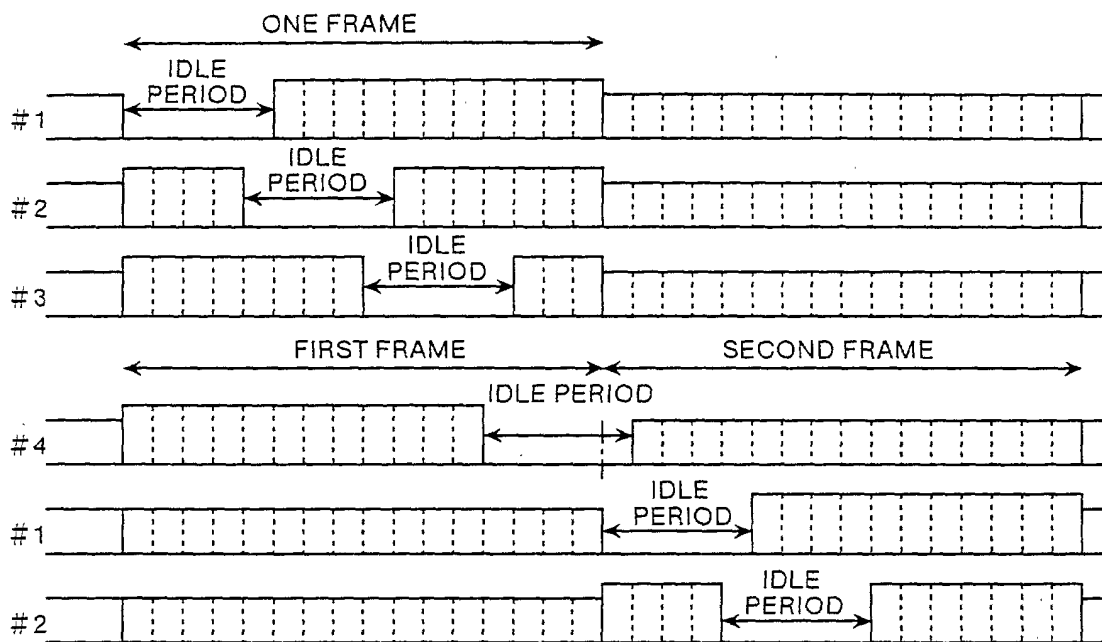 ONE FRAME
IDLE
PERIOD
#1
IDLE
PERIOD
#2
IDLE
PERIOD
#3
FIRST FRAME
SECOND FRAME
IDLE PERIOD
#4
IDLE
PERIOD
#1
IDLE
PERIOD
#2